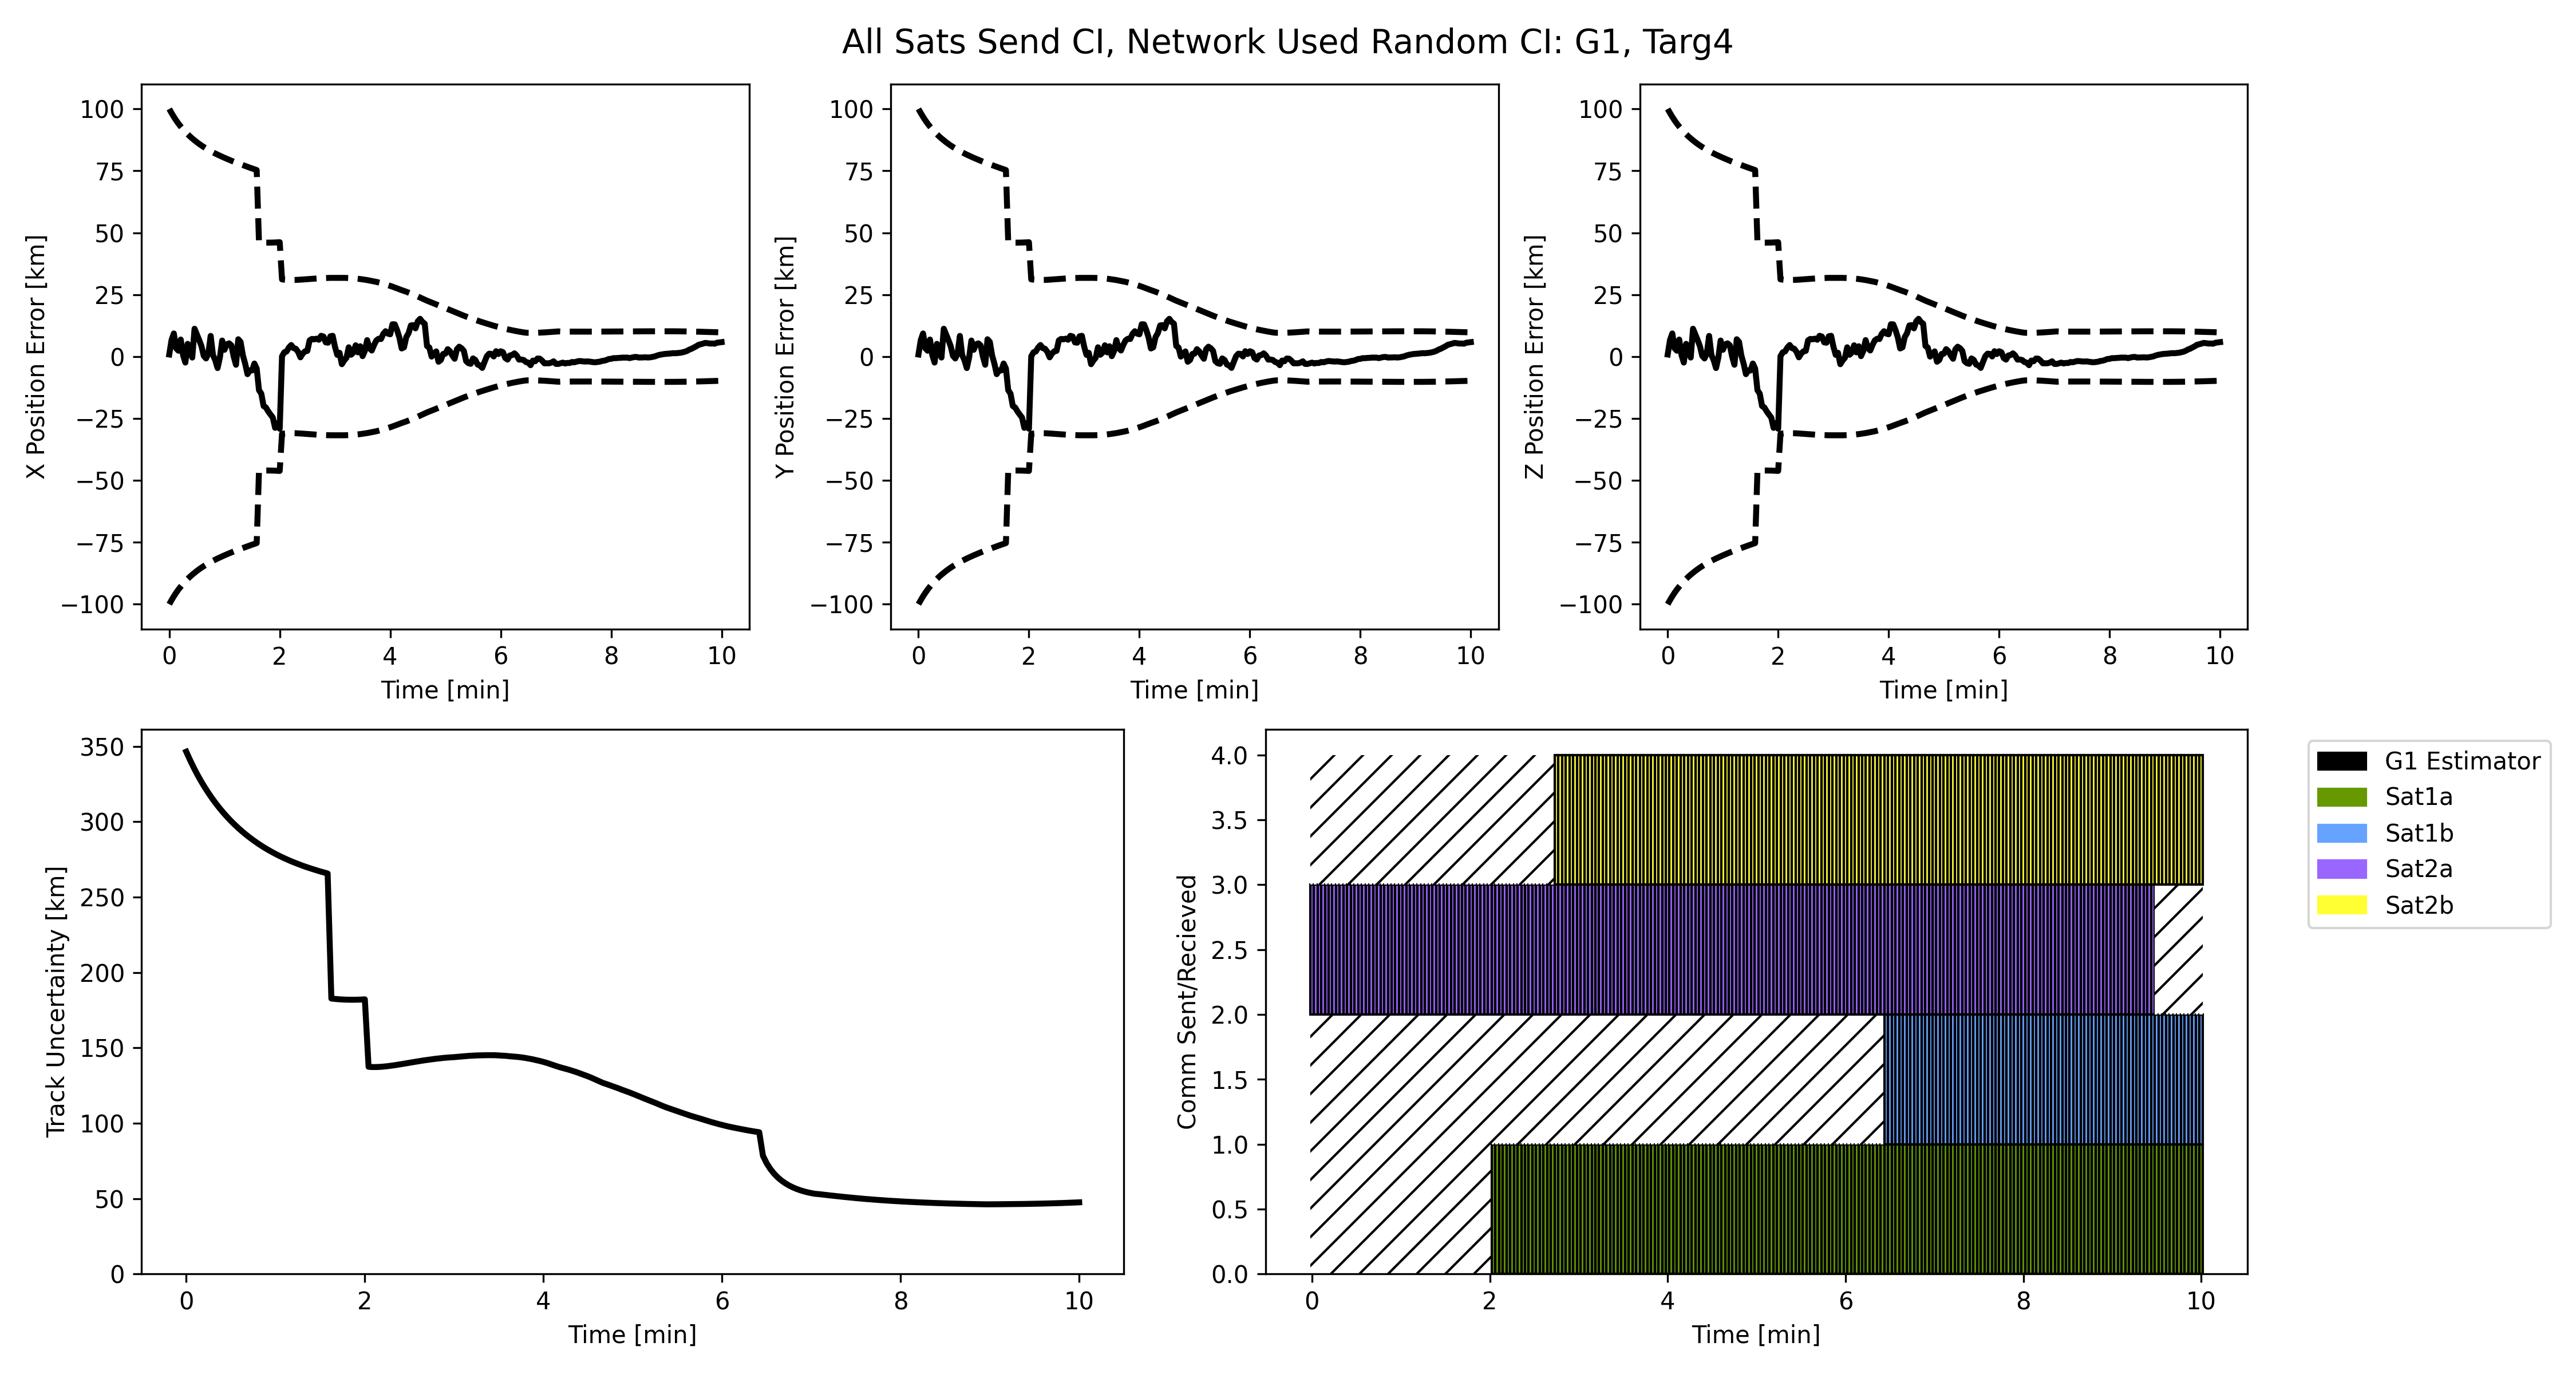 All Sats Send CI, Network Used Random CI: G1, Targ4
X Position Error [km]
100
75
50
25
0
−25
−50
−75
−100
0 2 4 6 8 10
Time [min]
Y Position Error [km]
100
75
50
25
0
−25
−50
−75
−100
0 2 4 6 8 10
Time [min]
Z Position Error [km]
100
75
50
25
0
−25
−50
−75
−100
0 2 4 6 8 10
Time [min]
Track Uncertainty [km]
350
300
250
200
150
100
50
0
0 2 4 6 8 10
Time [min]
Comm Sent/Recieved
4.0
3.5
3.0
2.5
2.0
1.5
1.0
0.5
0.0
0 2 4 6 8 10
Time [min]
G1 Estimator
Sat1a
Sat1b
Sat2a
Sat2b